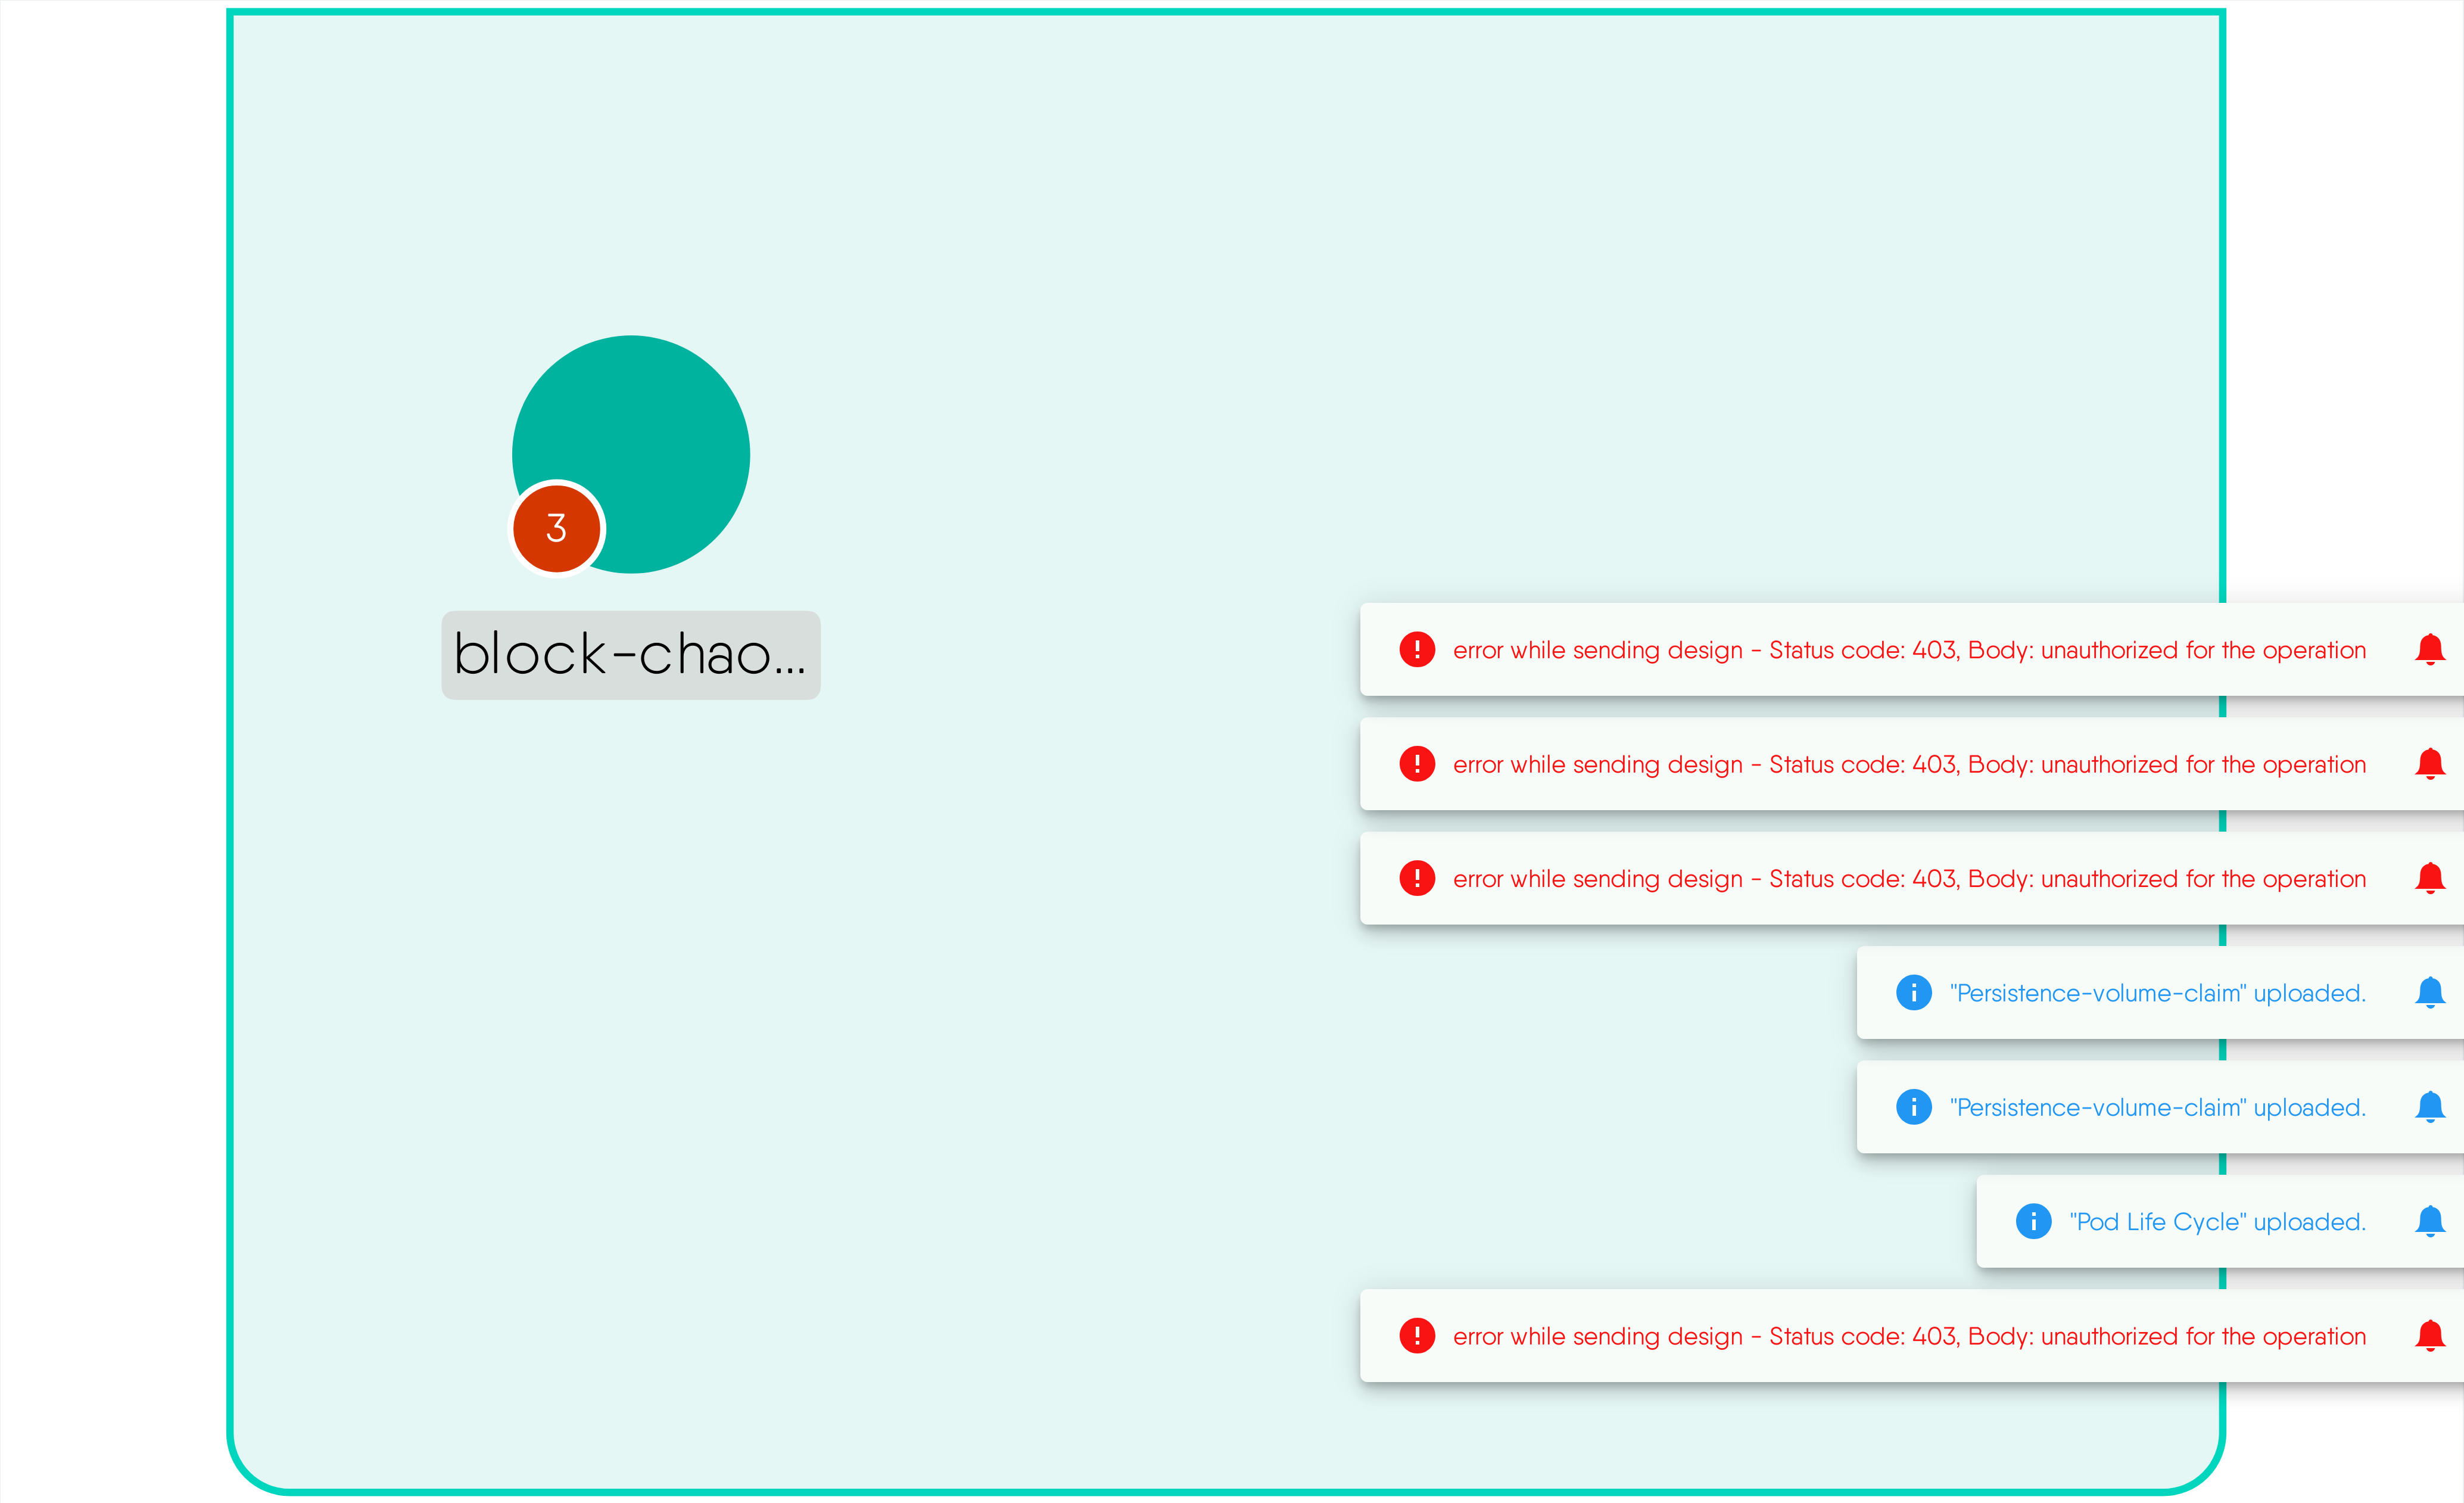 3
block-chao...
error while sending design - Status code: 403, Body: unauthorized for the operation
error while sending design - Status code: 403, Body: unauthorized for the operation
error while sending design - Status code: 403, Body: unauthorized for the operation
"Persistence-volume-claim" uploaded.
"Persistence-volume-claim" uploaded.
"Pod Life Cycle" uploaded.
error while sending design - Status code: 403, Body: unauthorized for the operation